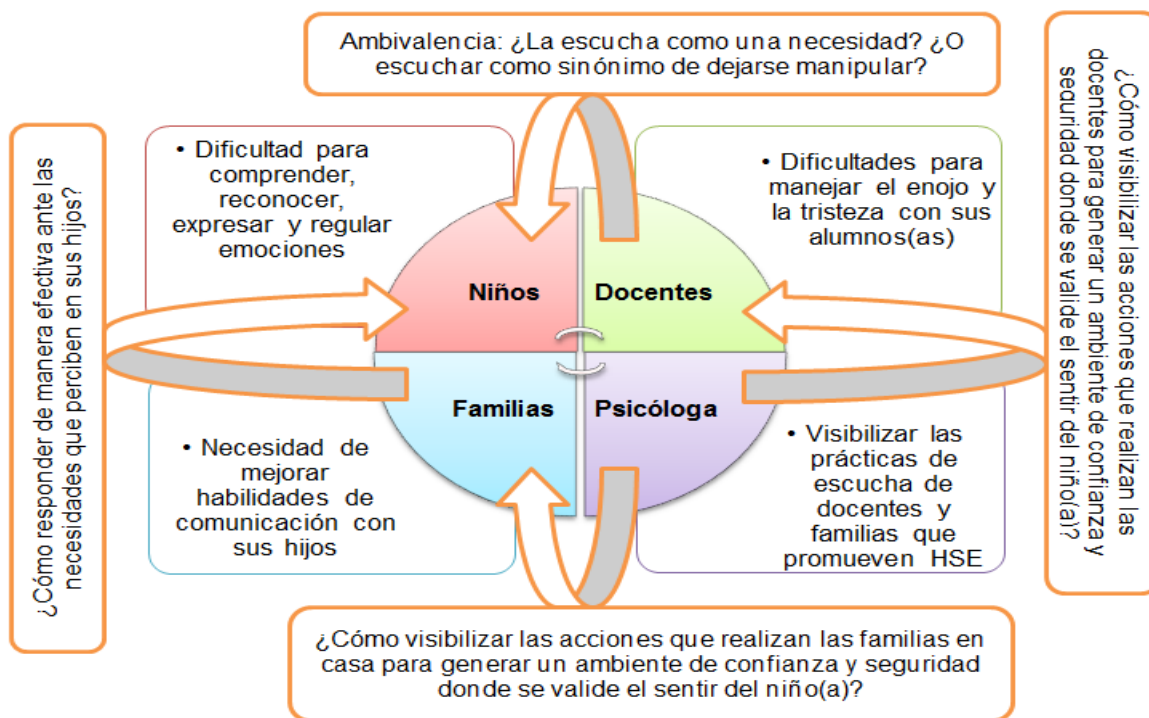 Ambivalencia: ¿La escucha como una necesidad? ¿O
escuchar como sinónimo de dejarse manipular?
¿Cómo responder de manera efectiva ante las
necesidades que perciben en sus hijos?
• Dificultad para
comprender,
reconocer,
expresar y regular
emociones
• Dificultades para
manejar el enojo y
la tristeza con sus
alumnos(as)
Niños
Docentes
Familias
Psicóloga
• Necesidad de
mejorar
habilidades de
comunicación con
sus hijos
• Visibilizar las
prácticas de
escucha de
docentes y
familias que
promueven HSE
¿Cómo visibilizar las acciones que realizan las
docentes para generar un ambiente de confianza y
seguridad donde se valide el sentir del niño(a)?
¿Cómo visibilizar las acciones que realizan las familias en
casa para generar un ambiente de confianza y seguridad
donde se valide el sentir del niño(a)?